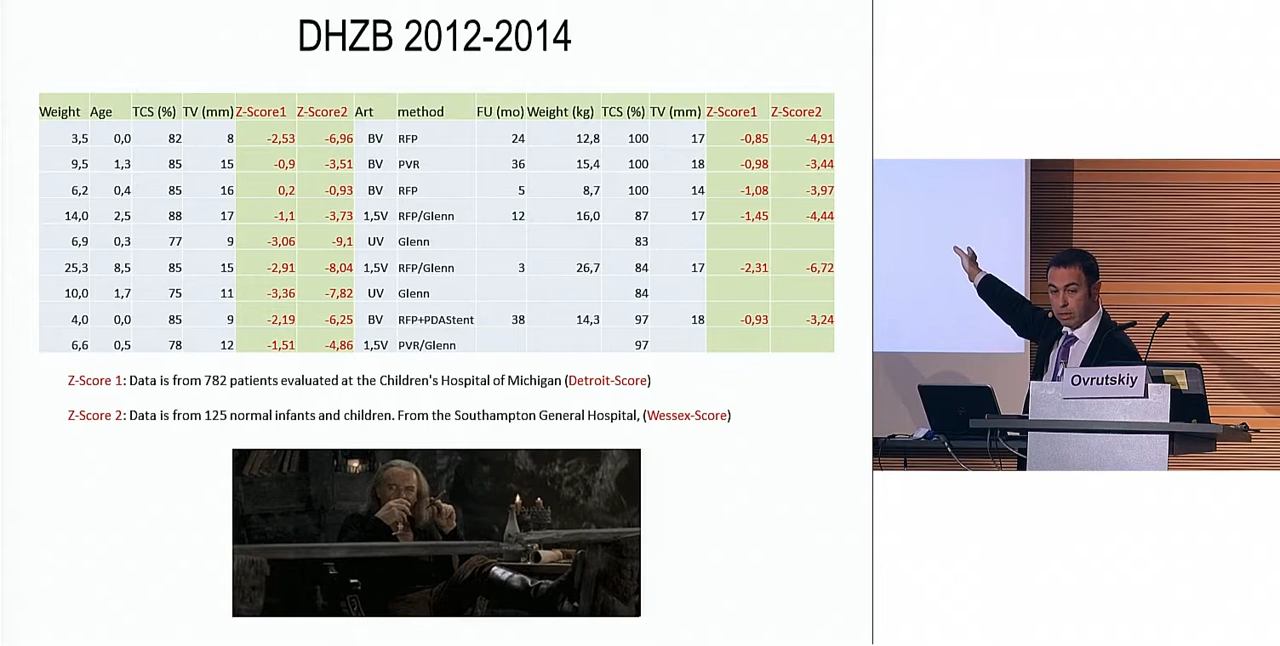 DHZB 2012-2014
Weight Age TCS (%) TV (mm) Z-Score1 Z-Score2 Art method FU (mo) Weight (kg) TCS (%) TV (mm) Z-Score1 Z-Score2
3,5 0,0 82 8 -2,53 -6,96 BV RFP 24 12,8 100 17 -0,85 -4,91
9,5 1,3 85 15 -0,9 -3,51 BV PVR 36 15,4 100 18 -0,98 -3,44
6,2 0,4 85 16 0,2 -0,93 BV RFP 5 8,7 100 14 -1,08 -3,97
14,0 2,5 88 17 -1,1 -3,73 1,5V RFP/Glenn 12 16,0 87 17 -1,45 -4,44
6,9 0,3 77 9 -3,06 -9,1 UV Glenn 83
25,3 8,5 85 15 -2,91 -8,04 1,5V RFP/Glenn 3 26,7 84 17 -2,31 -6,72
10,0 1,7 75 11 -3,36 -7,82 UV Glenn 84
4,0 0,0 85 9 -2,19 -6,25 BV RFP+PDAStent 38 14,3 97 18 -0,93 -3,24
6,6 0,5 78 12 -1,51 -4,86 1,5V PVR/Glenn 97
Z-Score 1: Data is from 782 patients evaluated at the Children's Hospital of Michigan (Detroit-Score)
Z-Score 2: Data is from 125 normal infants and children. From the Southampton General Hospital, (Wessex-Score)
Ovrutskiy